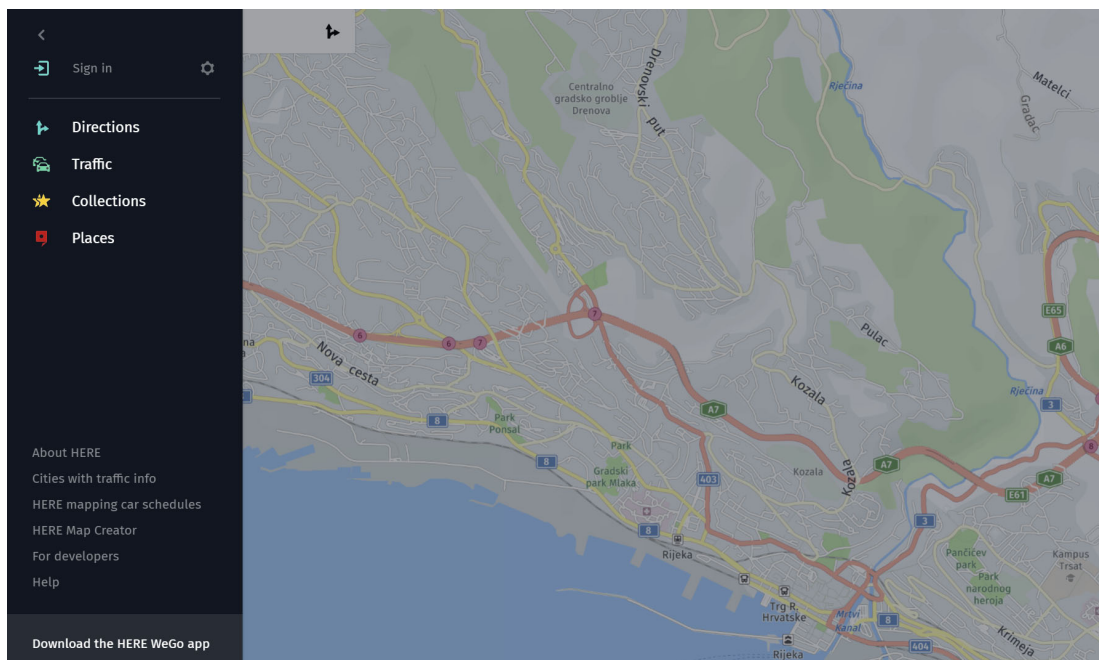 Sign in
Directions
Traffic
Collections
Places
About HERE
Cities with traffic info
HERE mapping car schedules
HERE Map Creator
For developers
Help
Download the HERE WeGo app
Drenovski put
Centralno
gradsko groblje
Drenova
Rječina
Matelci
Gradac
E65
A6
7
6
6
7
na
a
Nova cesta
304
Pulac
Kozala
Rječina
3
A7
8
Park
Ponsal
Park
8
Gradski
park Mlaka
403
Kozala
Kozala
A7
8
A7
E61
3
8
Rijeka
Pančićev
park
Kampus
Trsat
Park
narodnog
heroja
Trg R.
Hrvatske
Mrtvi
Kanal
8
Krimeja
404
Rijeka